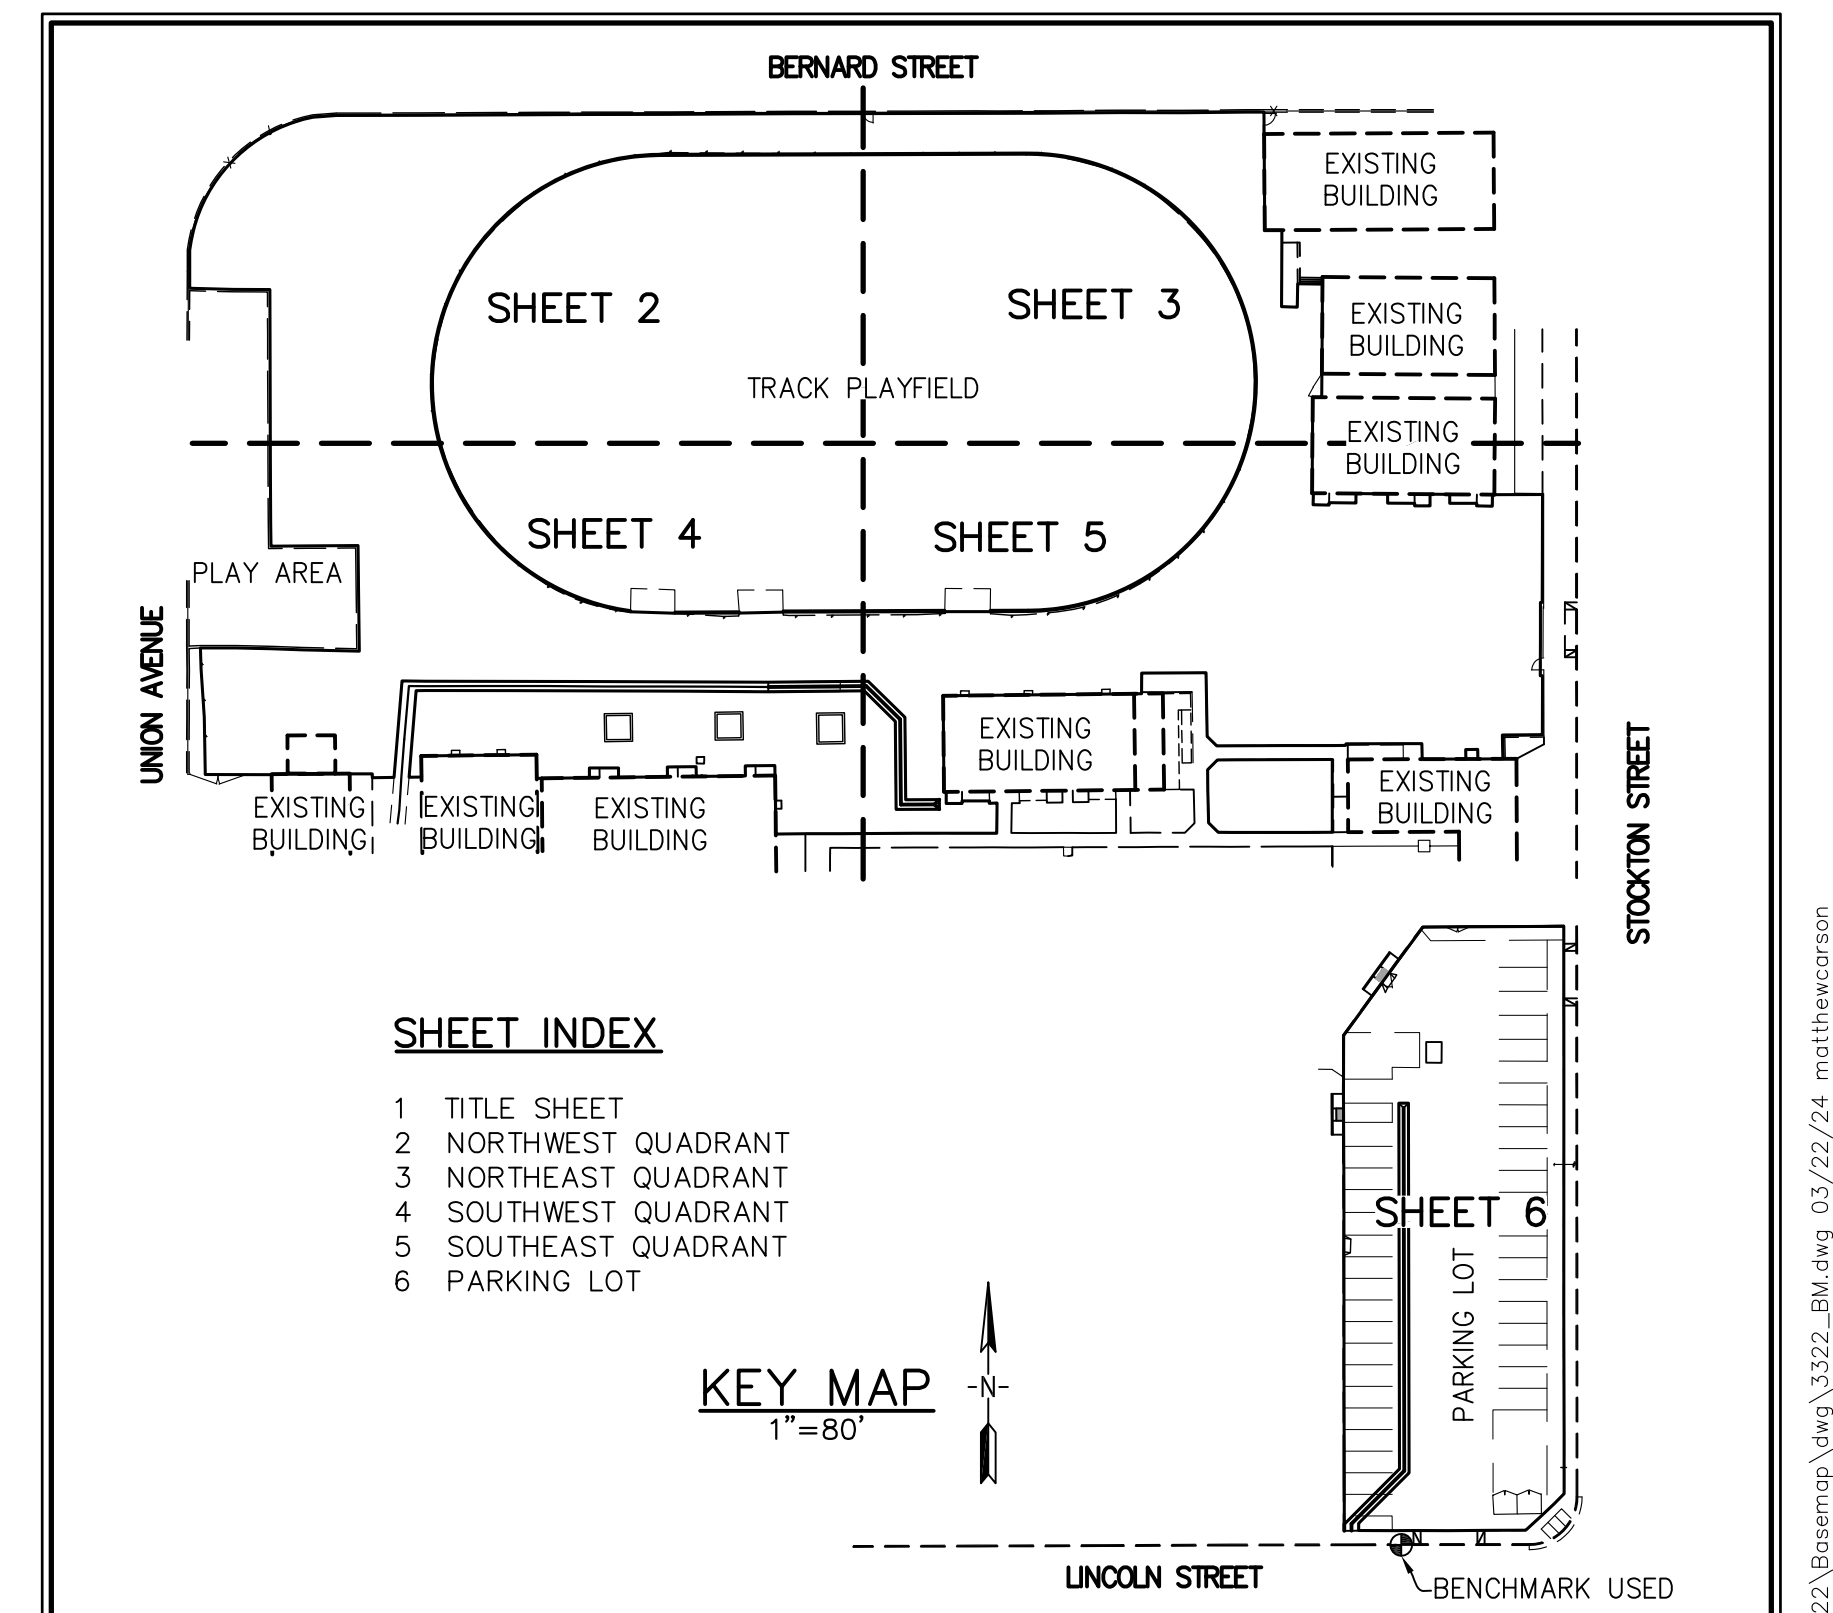 BERNARD STREET
EXISTING
BUILDING
SHEET 2
SHEET 3
EXISTING
BUILDING
TRACK PLAYFIELD
EXISTING
BUILDING
SHEET 4
SHEET 5
PLAY AREA
UNION AVENUE
EXISTING
BUILDING
EXISTING
BUILDING
EXISTING
BUILDING
EXISTING
BUILDING
EXISTING
BUILDING
STOCKTON STREET
SHEET INDEX
1 TITLE SHEET
2 NORTHWEST QUADRANT
3 NORTHEAST QUADRANT
4 SOUTHWEST QUADRANT
5 SOUTHEAST QUADRANT
6 PARKING LOT
SHEET 6
PARKING LOT
KEY MAP
1"=80'
-N-
LINCOLN STREET
BENCHMARK USED
22\Basemap\dwg\3322_BM.dwg 03/22/24 matthewcarson